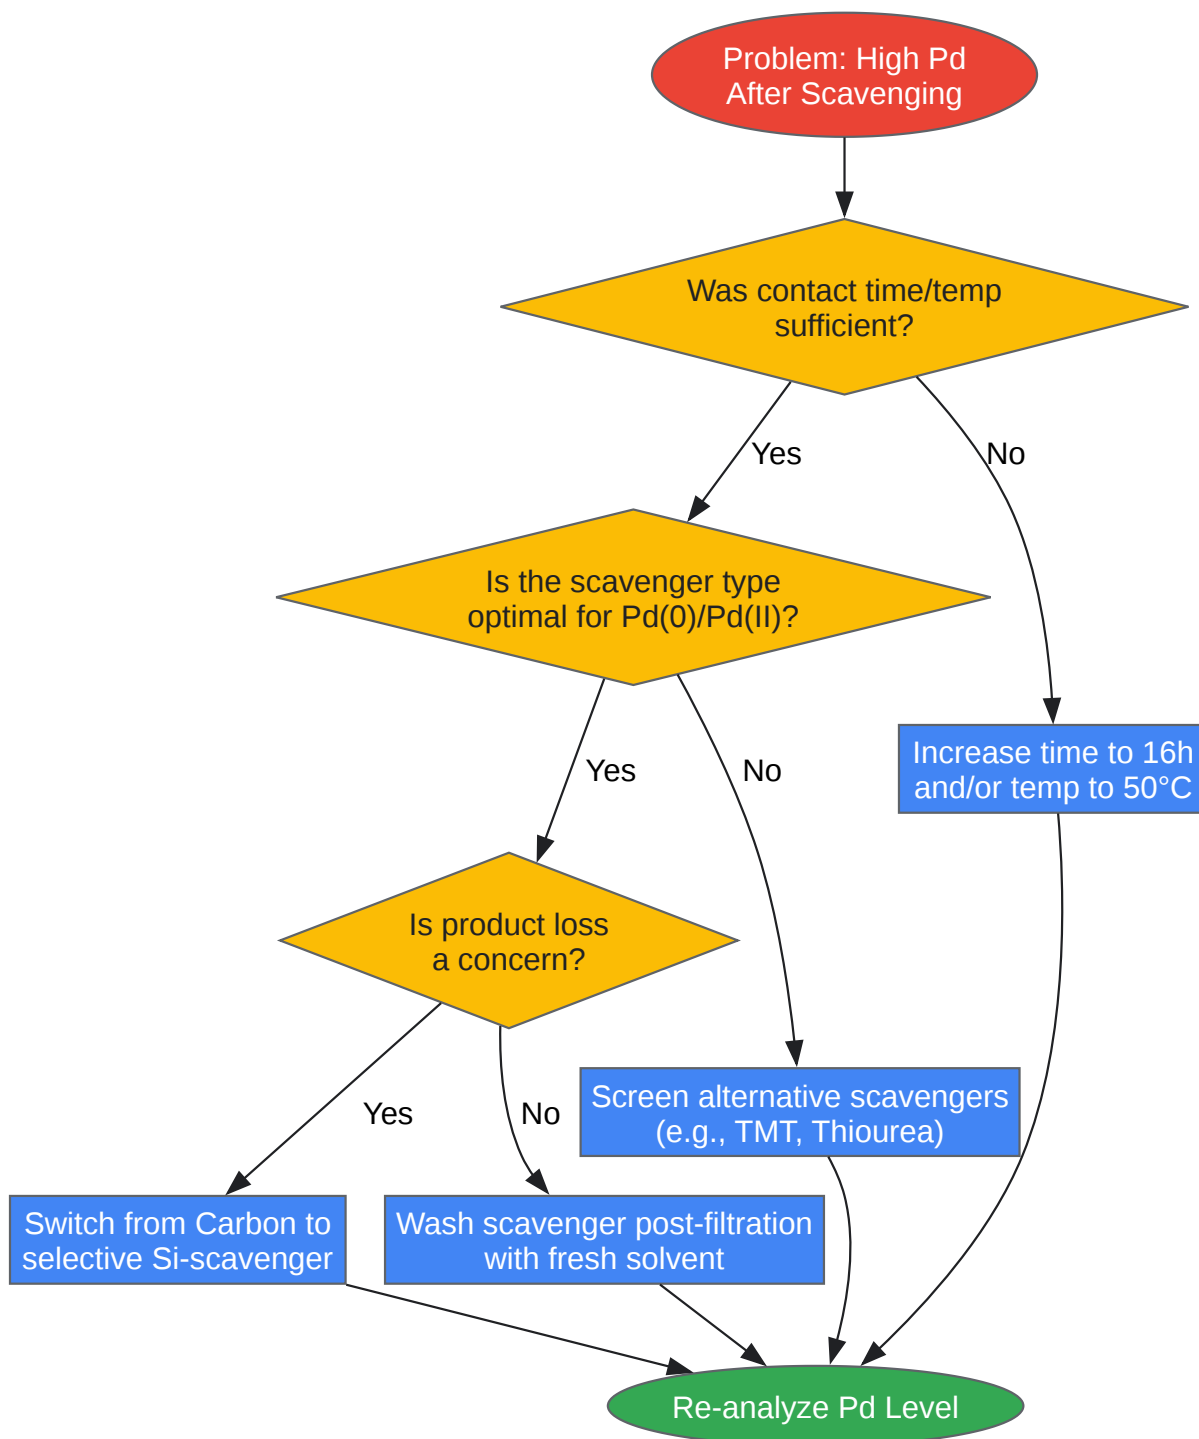 Problem: High Pd
After Scavenging
Was contact time/temp
sufficient?
Yes
No
Is the scavenger type
optimal for Pd(0)/Pd(II)?
Increase time to 16h
and/or temp to 50°C
Yes
No
Is product loss
a concern?
Screen alternative scavengers
(e.g., TMT, Thiourea)
Yes
No
Switch from Carbon to
selective Si-scavenger
Wash scavenger post-filtration
with fresh solvent
Re-analyze Pd Level